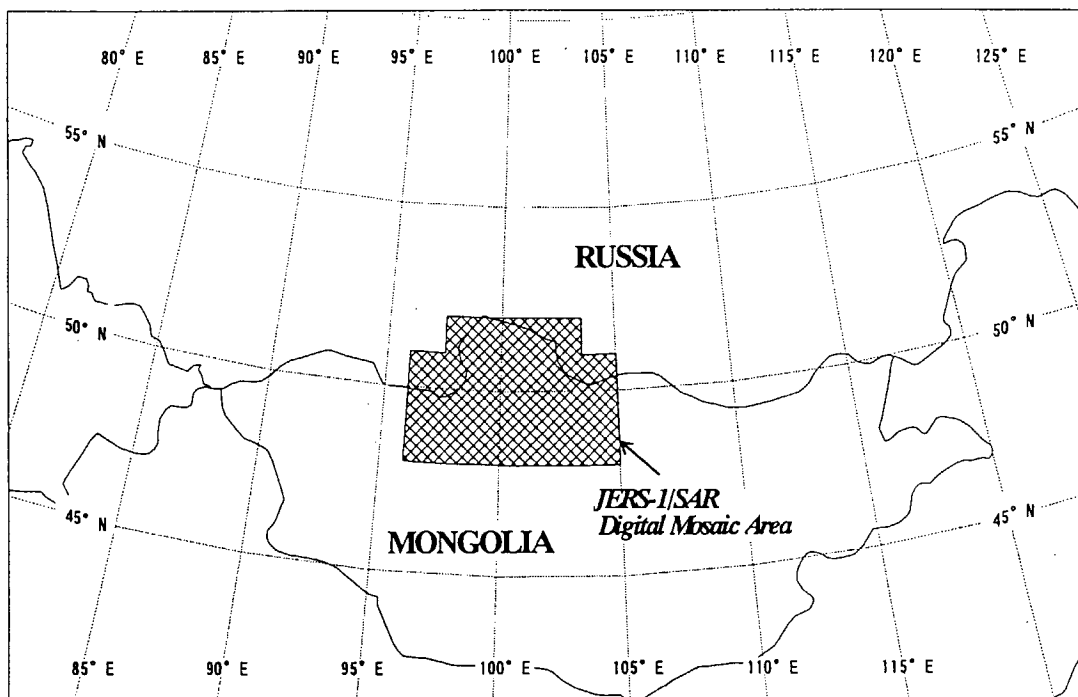 80° E 85° E 90° E 95° E 100° E 105° E 110° E 115° E 120° E 125° E
55° N 55° N
RUSSIA
50° N 50° N
JERS-1/SAR
Digital Mosaic Area
45° N 45° N
MONGOLIA
85° E 90° E 95° E 100° E 105° E 110° E 115° E